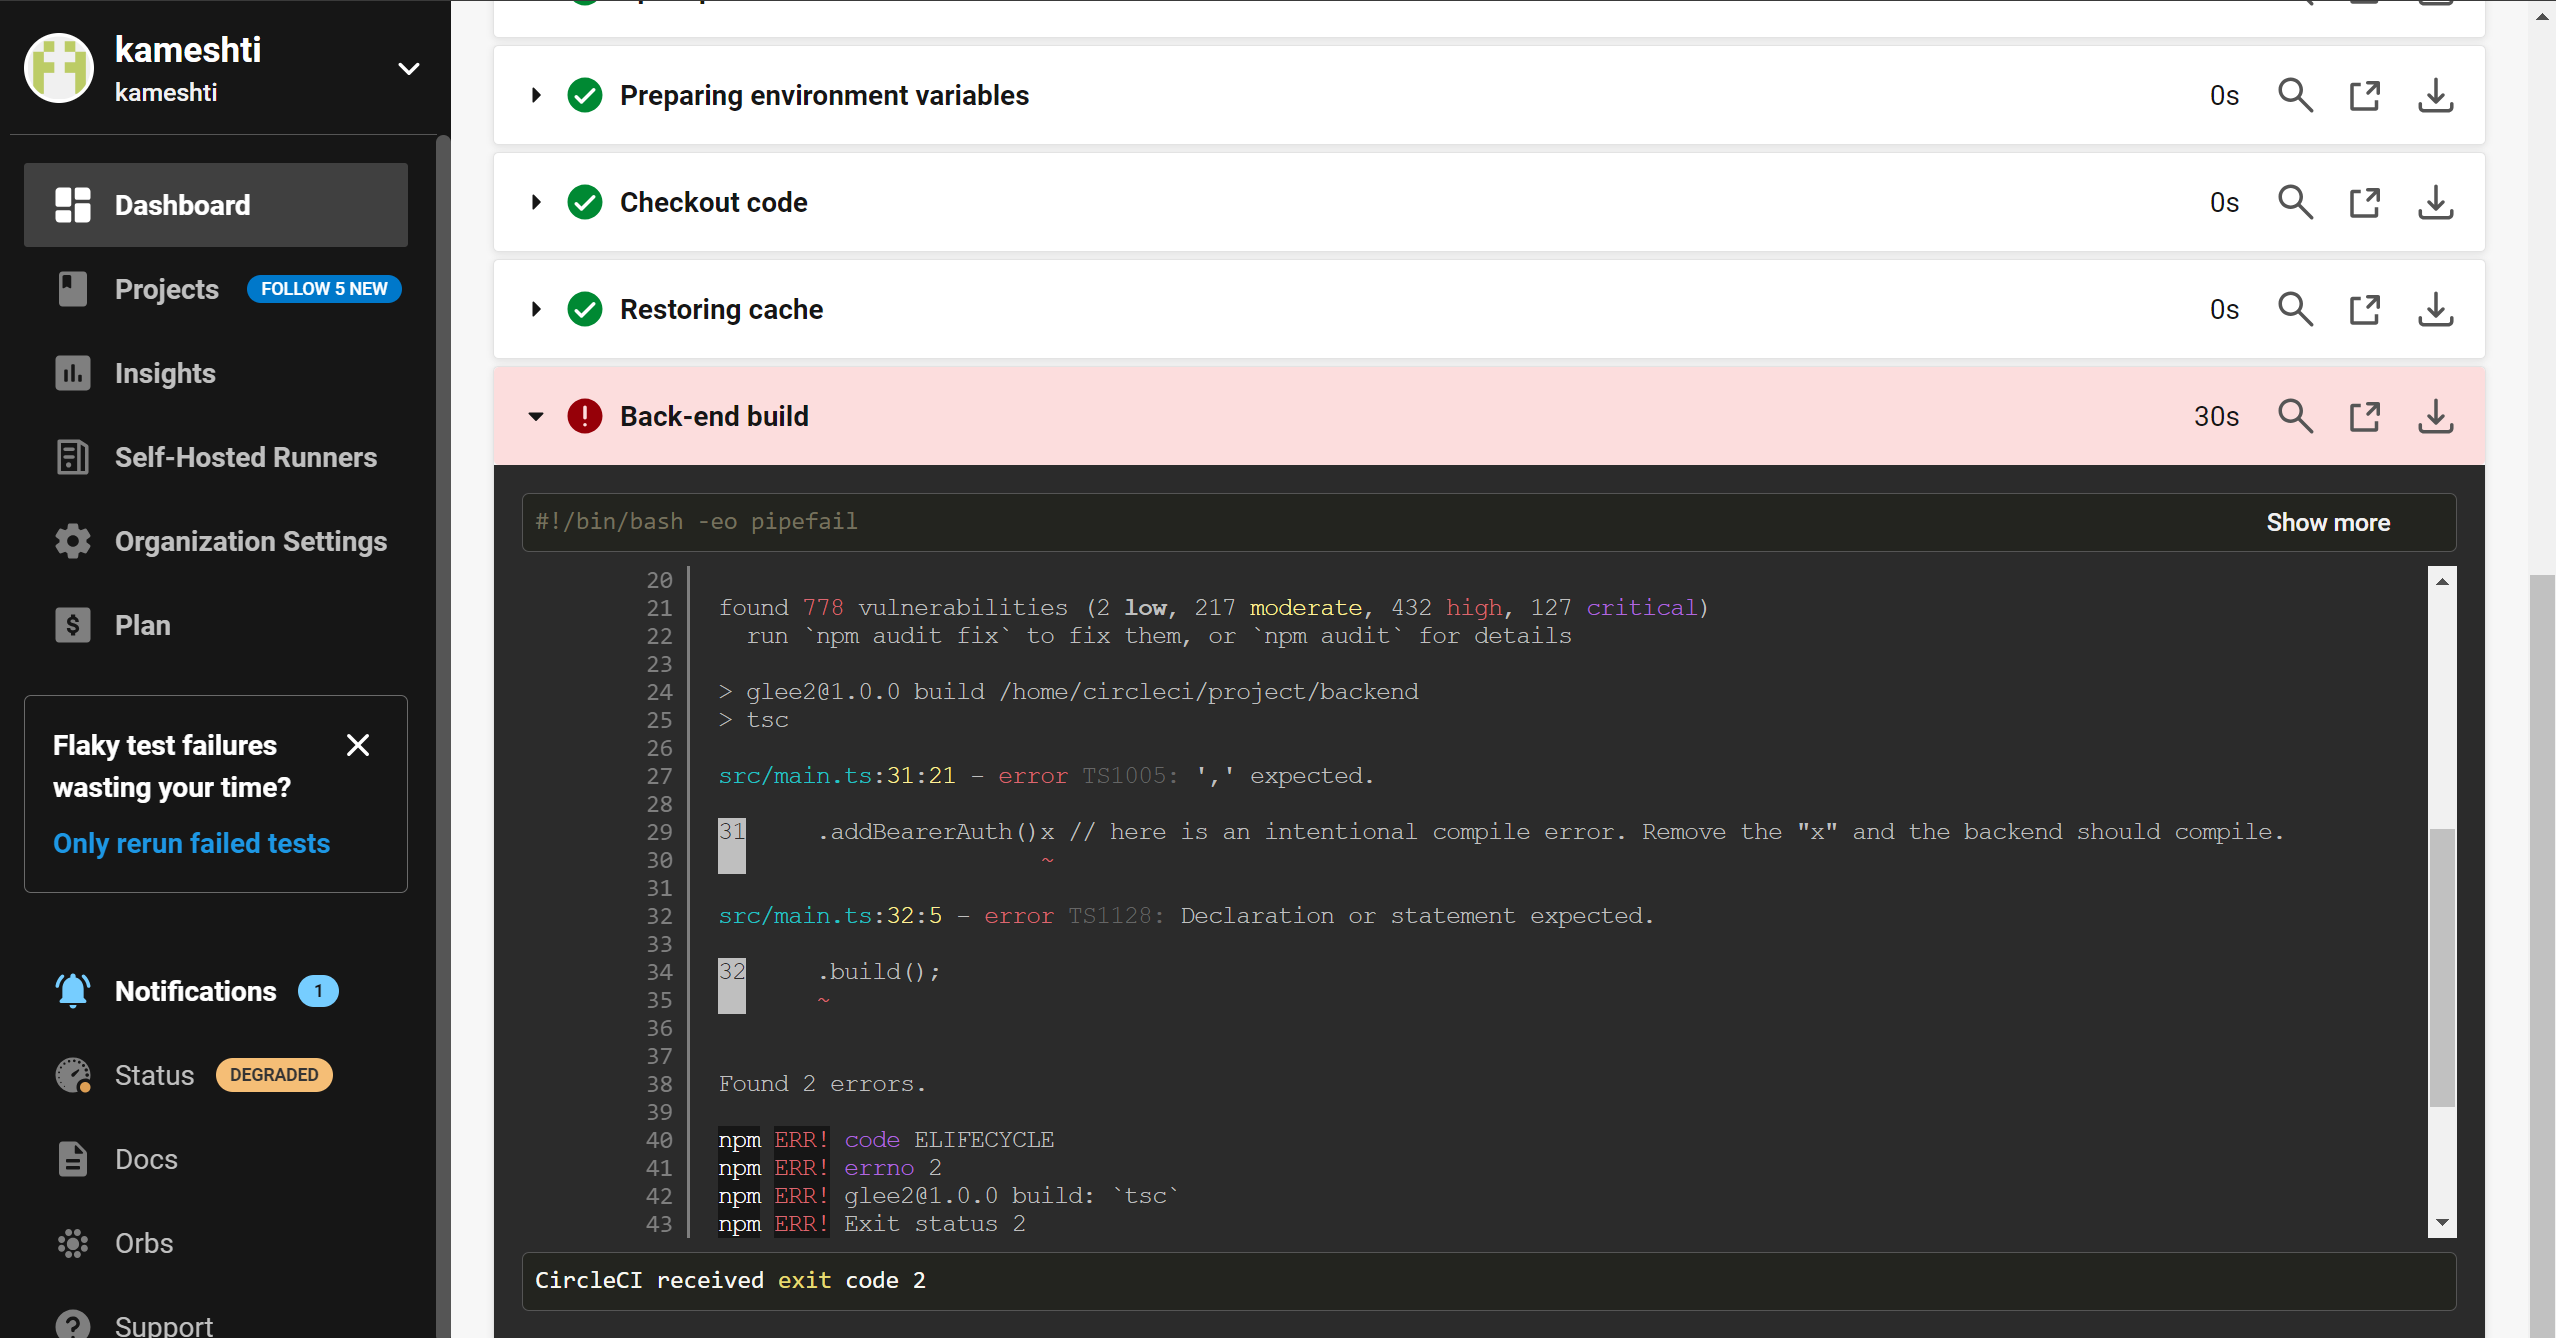 kameshti
kameshti
Dashboard
Projects FOLLOW 5 NEW
Insights
Self-Hosted Runners
Organization Settings
Plan
Flaky test failures
wasting your time?
Only rerun failed tests
Notifications 1
Status DEGRADED
Docs
Orbs
Support
Preparing environment variables 0s
Checkout code 0s
Restoring cache 0s
Back-end build 30s
#!/bin/bash -eo pipefail Show more
20
21 found 778 vulnerabilities (2 low, 217 moderate, 432 high, 127 critical)
22 run `npm audit fix` to fix them, or `npm audit` for details
23
24 > glee2@1.0.0 build /home/circleci/project/backend
25 > tsc
26
27 src/main.ts:31:21 - error TS1005: ',' expected.
28
29 31 .addBearerAuth()x // here is an intentional compile error. Remove the "x" and the backend should compile.
30 ~
31
32 src/main.ts:32:5 - error TS1128: Declaration or statement expected.
33
34 32 .build();
35 ~
36
37
38 Found 2 errors.
39
40 npm ERR! code ELIFECYCLE
41 npm ERR! errno 2
42 npm ERR! glee2@1.0.0 build: `tsc`
43 npm ERR! Exit status 2
CircleCI received exit code 2